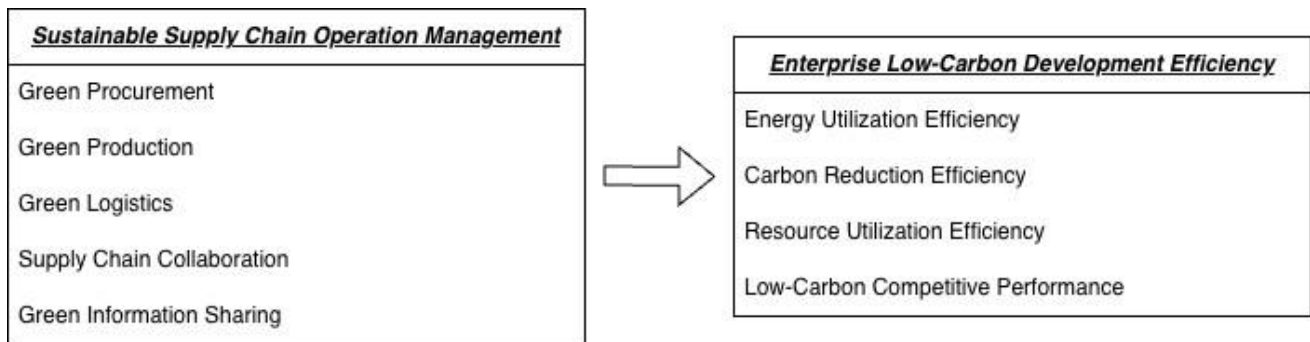 Sustainable Supply Chain Operation Management
Green Procurement
Green Production
Green Logistics
Supply Chain Collaboration
Green Information Sharing
Enterprise Low-Carbon Development Efficiency
Energy Utilization Efficiency
Carbon Reduction Efficiency
Resource Utilization Efficiency
Low-Carbon Competitive Performance